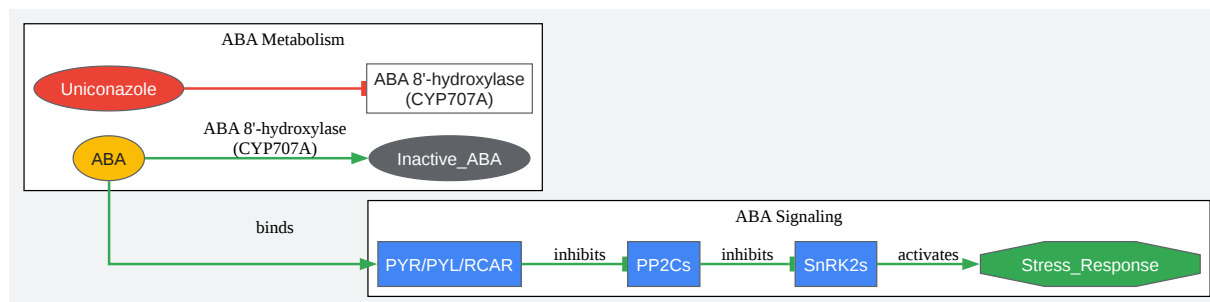 ABA Metabolism
Uniconazole
ABA 8'-hydroxylase
(CYP707A)
ABA 8'-hydroxylase
(CYP707A)
ABA
Inactive_ABA
binds
ABA Signaling
PYR/PYL/RCAR
inhibits
PP2Cs
inhibits
SnRK2s
activates
Stress_Response